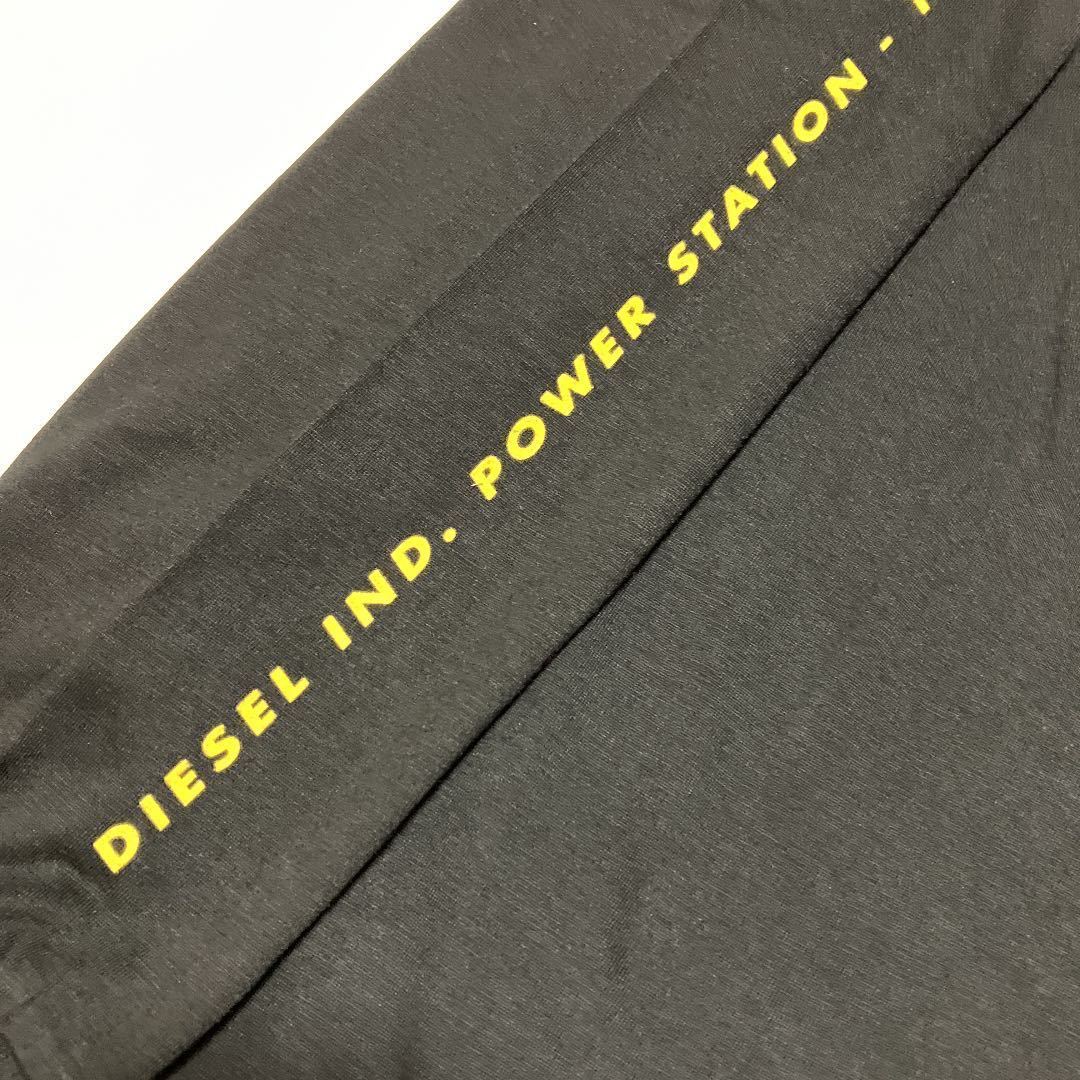 DIESEL IND. POWER STATION -